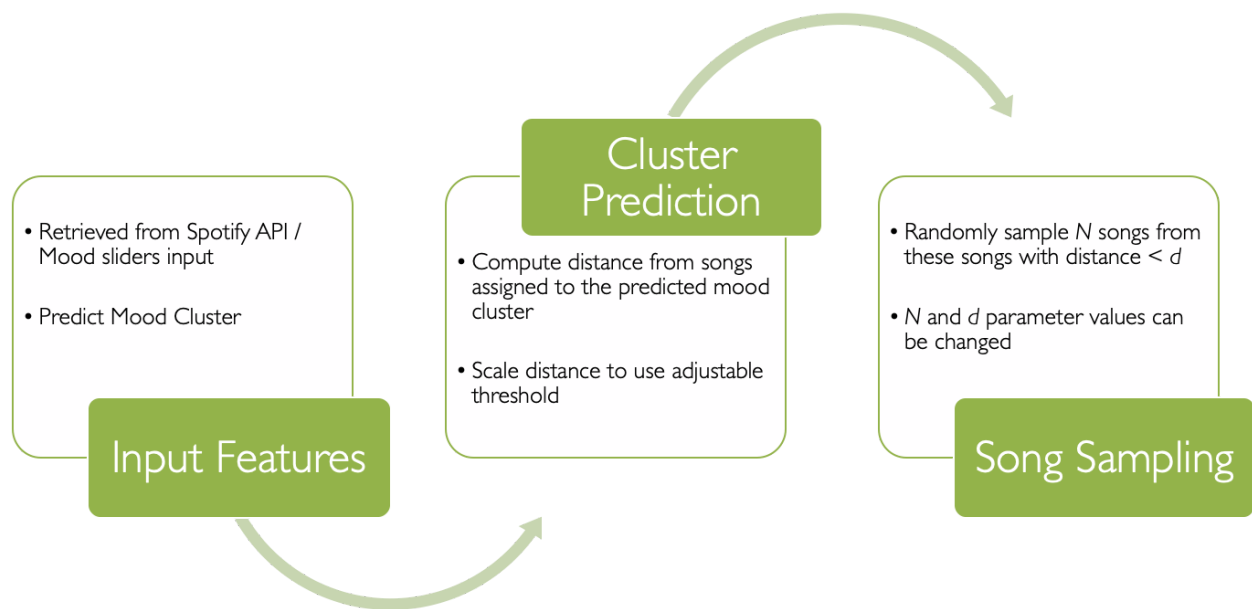 • Retrieved from Spotify API /
Mood sliders input
• Predict Mood Cluster
Input Features
Cluster
Prediction
• Compute distance from songs
assigned to the predicted mood
cluster
• Scale distance to use adjustable
threshold
• Randomly sample N songs from
these songs with distance < d
• N and d parameter values can
be changed
Song Sampling